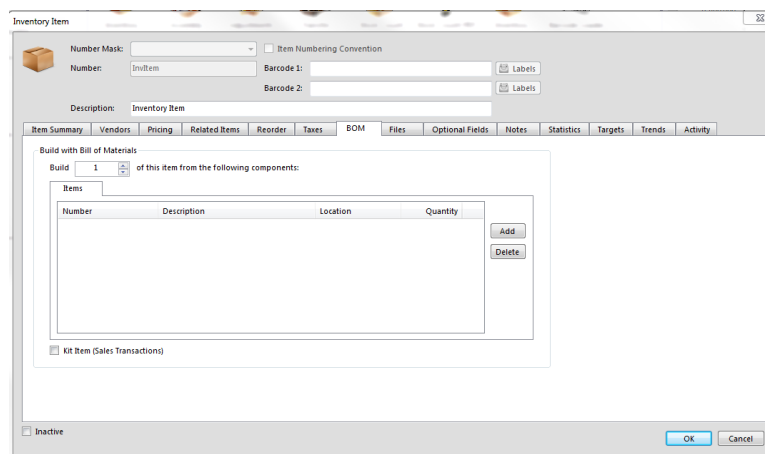 Inventory Item
Number Mask: Item Numbering Convention
Number: InvItem Barcode 1: Labels
Barcode 2: Labels
Description: Inventory Item
Item Summary Vendors Pricing Related Items Reorder Taxes BOM Files Optional Fields Notes Statistics Targets Trends Activity
Build with Bill of Materials
Build 1 of this item from the following components:
Items
Number Description Location Quantity
Add
Delete
Kit Item (Sales Transactions)
Inactive
OK Cancel